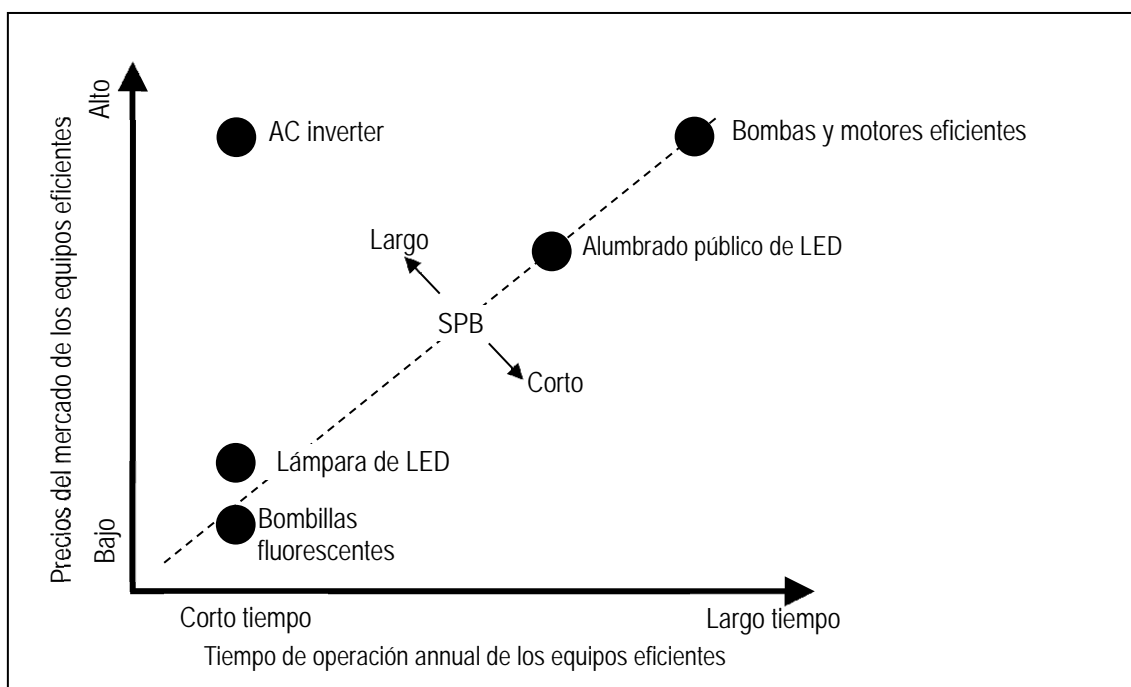 Precios del mercado de los equipos eficientes
Alto
Bajo
AC inverter
Bombas y motores eficientes
Largo
Alumbrado público de LED
SPB
Corto
Lámpara de LED
Bombillas
fluorescentes
Corto tiempo
Largo tiempo
Tiempo de operación annual de los equipos eficientes